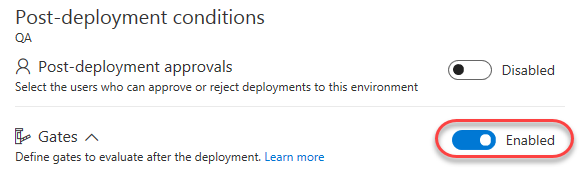 Post-deployment conditions
QA
Post-deployment approvals
Disabled
Select the users who can approve or reject deployments to this environment
Gates
Enabled
Define gates to evaluate after the deployment. Learn more